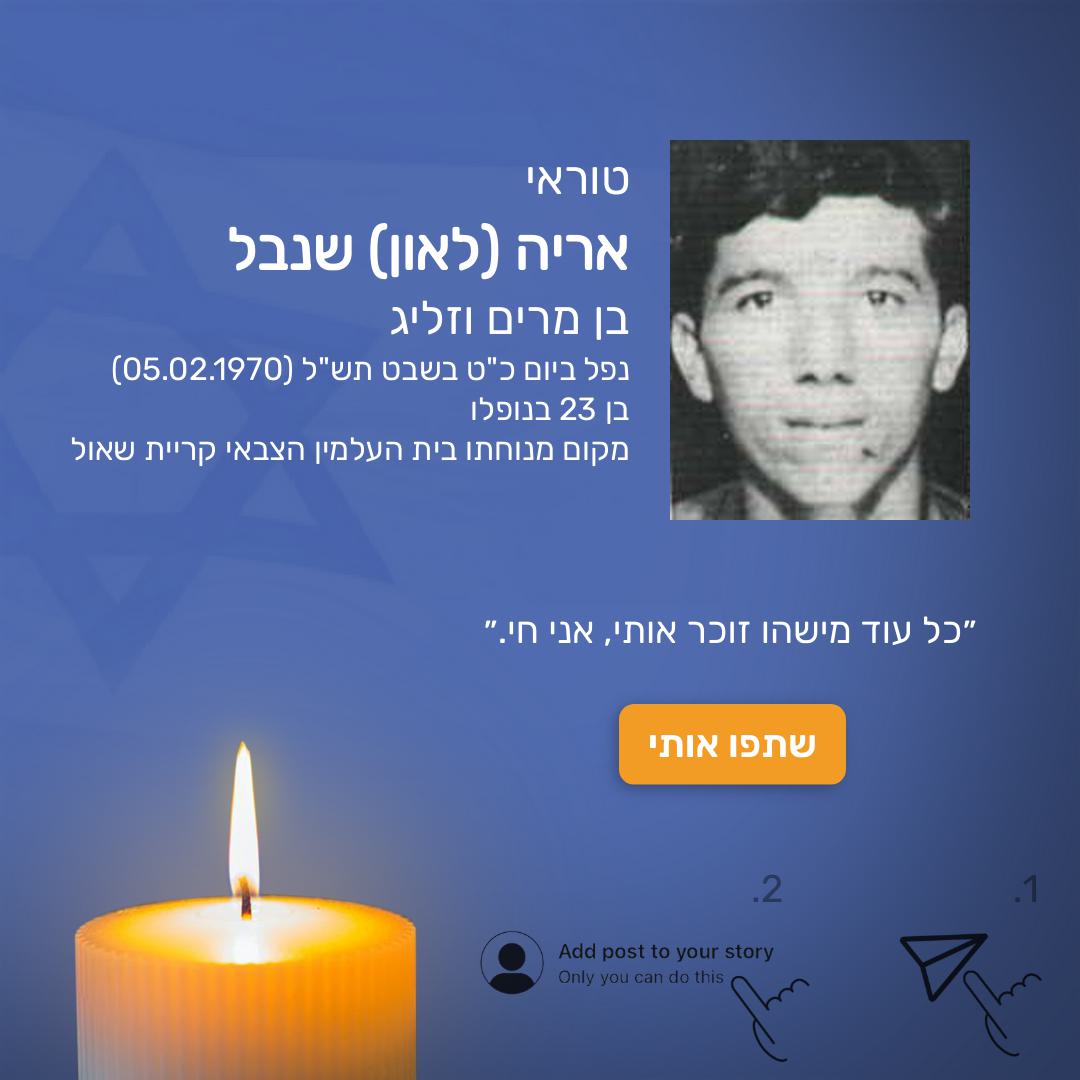 טוראי
אריה (לאון) שנבל
בן מרים וזליג
נפל ביום כ"ט בשבט תש"ל (05.02.1970)
בן 23 בנופלו
מקום מנוחתו בית העלמין הצבאי קריית שאול
״כל עוד מישהו זוכר אותי, אני חי.״
שתפו אותי
.1
.2
Add post to your story
Only you can do this